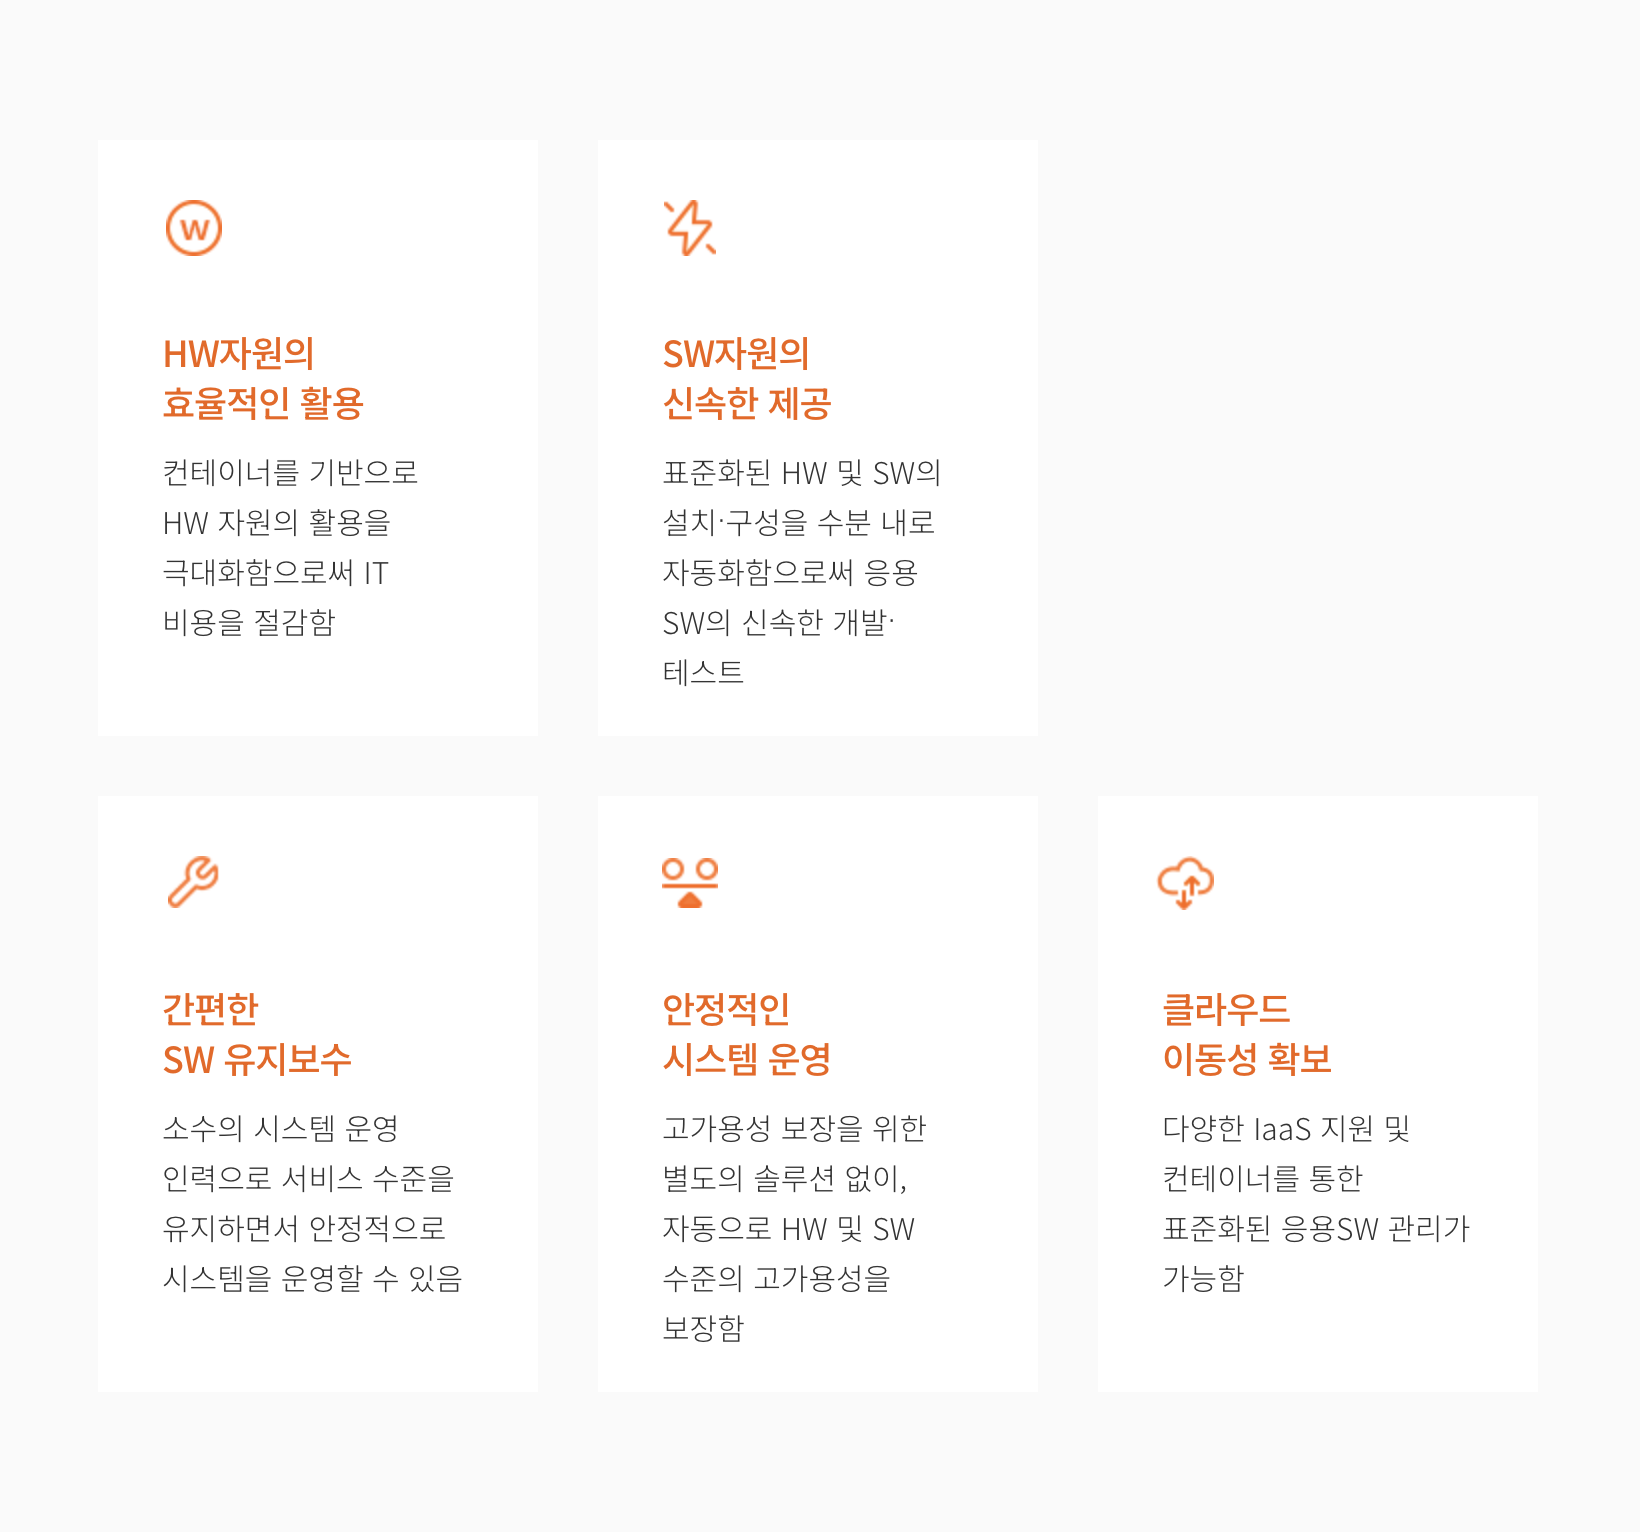 W
HW자원의
효율적인 활용
컨테이너를 기반으로
HW 자원의 활용을
극대화함으로써 IT
비용을 절감함
SW자원의
신속한 제공
표준화된 HW 및 SW의
설치·구성을 수분 내로
자동화함으로써 응용
SW의 신속한 개발·
테스트
간편한
SW 유지보수
소수의 시스템 운영
인력으로 서비스 수준을
유지하면서 안정적으로
시스템을 운영할 수 있음
안정적인
시스템 운영
고가용성 보장을 위한
별도의 솔루션 없이,
자동으로 HW 및 SW
수준의 고가용성을
보장함
클라우드
이동성 확보
다양한 IaaS 지원 및
컨테이너를 통한
표준화된 응용SW 관리가
가능함